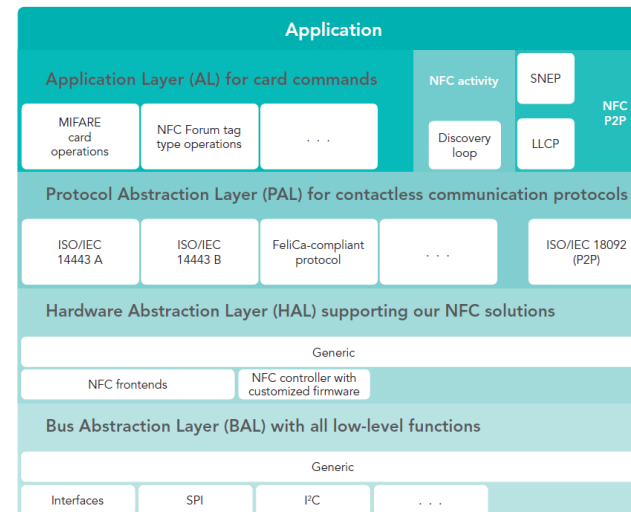 Application
Application Layer (AL) for card commands
NFC activity
SNEP
NFC
P2P
MIFARE
card
operations
NFC Forum tag
type operations
. . .
Discovery
loop
LLCP
Protocol Abstraction Layer (PAL) for contactless communication protocols
ISO/IEC
14443 A
ISO/IEC
14443 B
FeliCa-compliant
protocol
. . .
ISO/IEC 18092
(P2P)
Hardware Abstraction Layer (HAL) supporting our NFC solutions
Generic
NFC frontends
NFC controller with
customized firmware
Bus Abstraction Layer (BAL) with all low-level functions
Generic
Interfaces
SPI
I²C
. . .